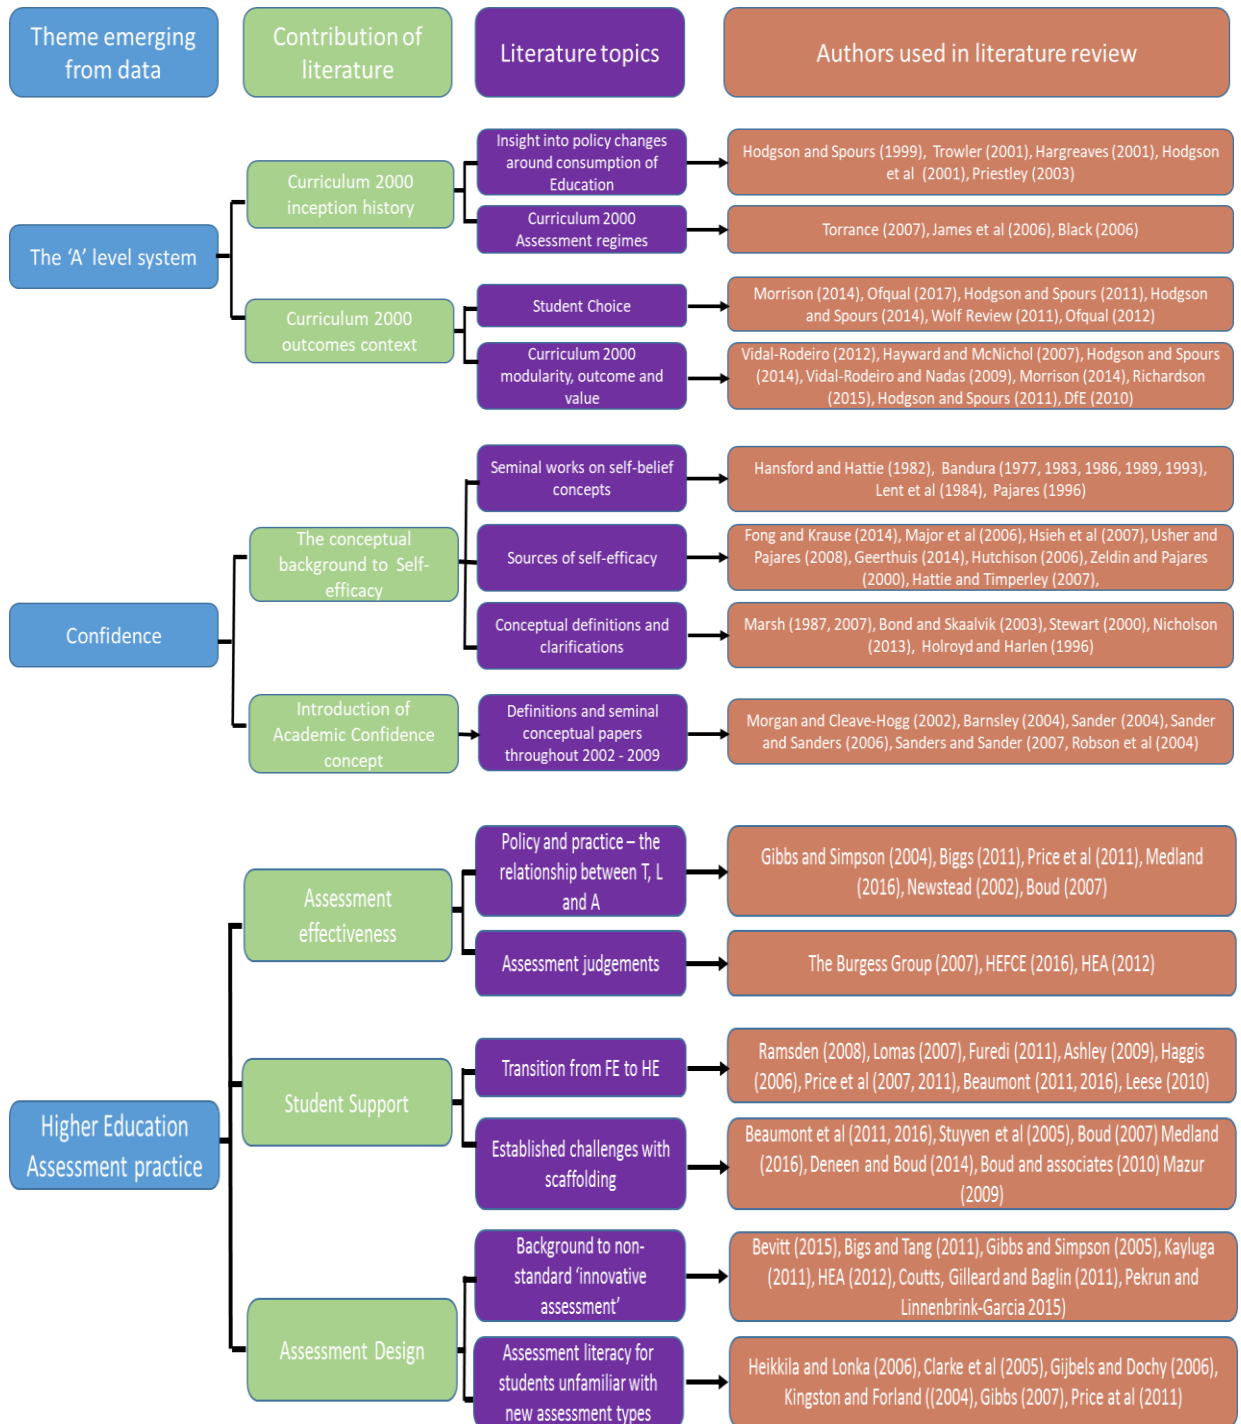 Theme emerging
from data
Contribution of
literature
Literature topics
Authors used in literature review
The ‘A’ level system
Curriculum 2000
inception history
Insight into policy changes
around consumption of
Education
Hodgson and Spours (1999), Trowler (2001), Hargreaves (2001), Hodgson
et al (2001), Priestley (2003)
Curriculum 2000
Assessment regimes
Torrance (2007), James et al (2006), Black (2006)
Curriculum 2000
outcomes context
Student Choice
Morrison (2014), Ofqual (2017), Hodgson and Spours (2011), Hodgson
and Spours (2014), Wolf Review (2011), Ofqual (2012)
Curriculum 2000
modularity, outcome and
value
Vidal-Rodeiro (2012), Hayward and McNichol (2007), Hodgson and Spours
(2014), Vidal-Rodeiro and Nadas (2009), Morrison (2014), Richardson
(2015), Hodgson and Spours (2011), DfE (2010)
Confidence
The conceptual
background to Self-
efficacy
Seminal works on self-belief
concepts
Hansford and Hattie (1982), Bandura (1977, 1983, 1986, 1989, 1993),
Lent et al (1984), Pajares (1996)
Sources of self-efficacy
Fong and Krause (2014), Major et al (2006), Hsieh et al (2007), Usher and
Pajares (2008), Geerthuis (2014), Hutchison (2006), Zeldin and Pajares
(2000), Hattie and Timperley (2007),
Conceptual definitions and
clarifications
Marsh (1987, 2007), Bond and Skaalvik (2003), Stewart (2000), Nicholson
(2013), Holroyd and Harlen (1996)
Introduction of
Academic Confidence
concept
Definitions and seminal
conceptual papers
throughout 2002 - 2009
Morgan and Cleave-Hogg (2002), Barnsley (2004), Sander (2004), Sander
and Sanders (2006), Sanders and Sander (2007, Robson et al (2004)
Higher Education
Assessment practice
Assessment
effectiveness
Policy and practice – the
relationship between T, L
and A
Gibbs and Simpson (2004), Biggs (2011), Price et al (2011), Medland
(2016), Newstead (2002), Boud (2007)
Assessment judgements
The Burgess Group (2007), HEFCE (2016), HEA (2012)
Student Support
Transition from FE to HE
Ramsden (2008), Lomas (2007), Furedi (2011), Ashley (2009), Haggis
(2006), Price et al (2007, 2011), Beaumont (2011, 2016), Leese (2010)
Established challenges with
scaffolding
Beaumont et al (2011, 2016), Stuyven et al (2005), Boud (2007) Medland
(2016), Deneen and Boud (2014), Boud and associates (2010) Mazur
(2009)
Assessment Design
Background to non-
standard ‘innovative
assessment’
Bevitt (2015), Bigs and Tang (2011), Gibbs and Simpson (2005), Kayluga
(2011), HEA (2012), Coutts, Gilleard and Baglin (2011), Pekrun and
Linnenbrink-Garcia 2015)
Assessment literacy for
students unfamiliar with
new assessment types
Heikkila and Lonka (2006), Clarke et al (2005), Gijbels and Dochy (2006),
Kingston and Forland ((2004), Gibbs (2007), Price at al (2011)